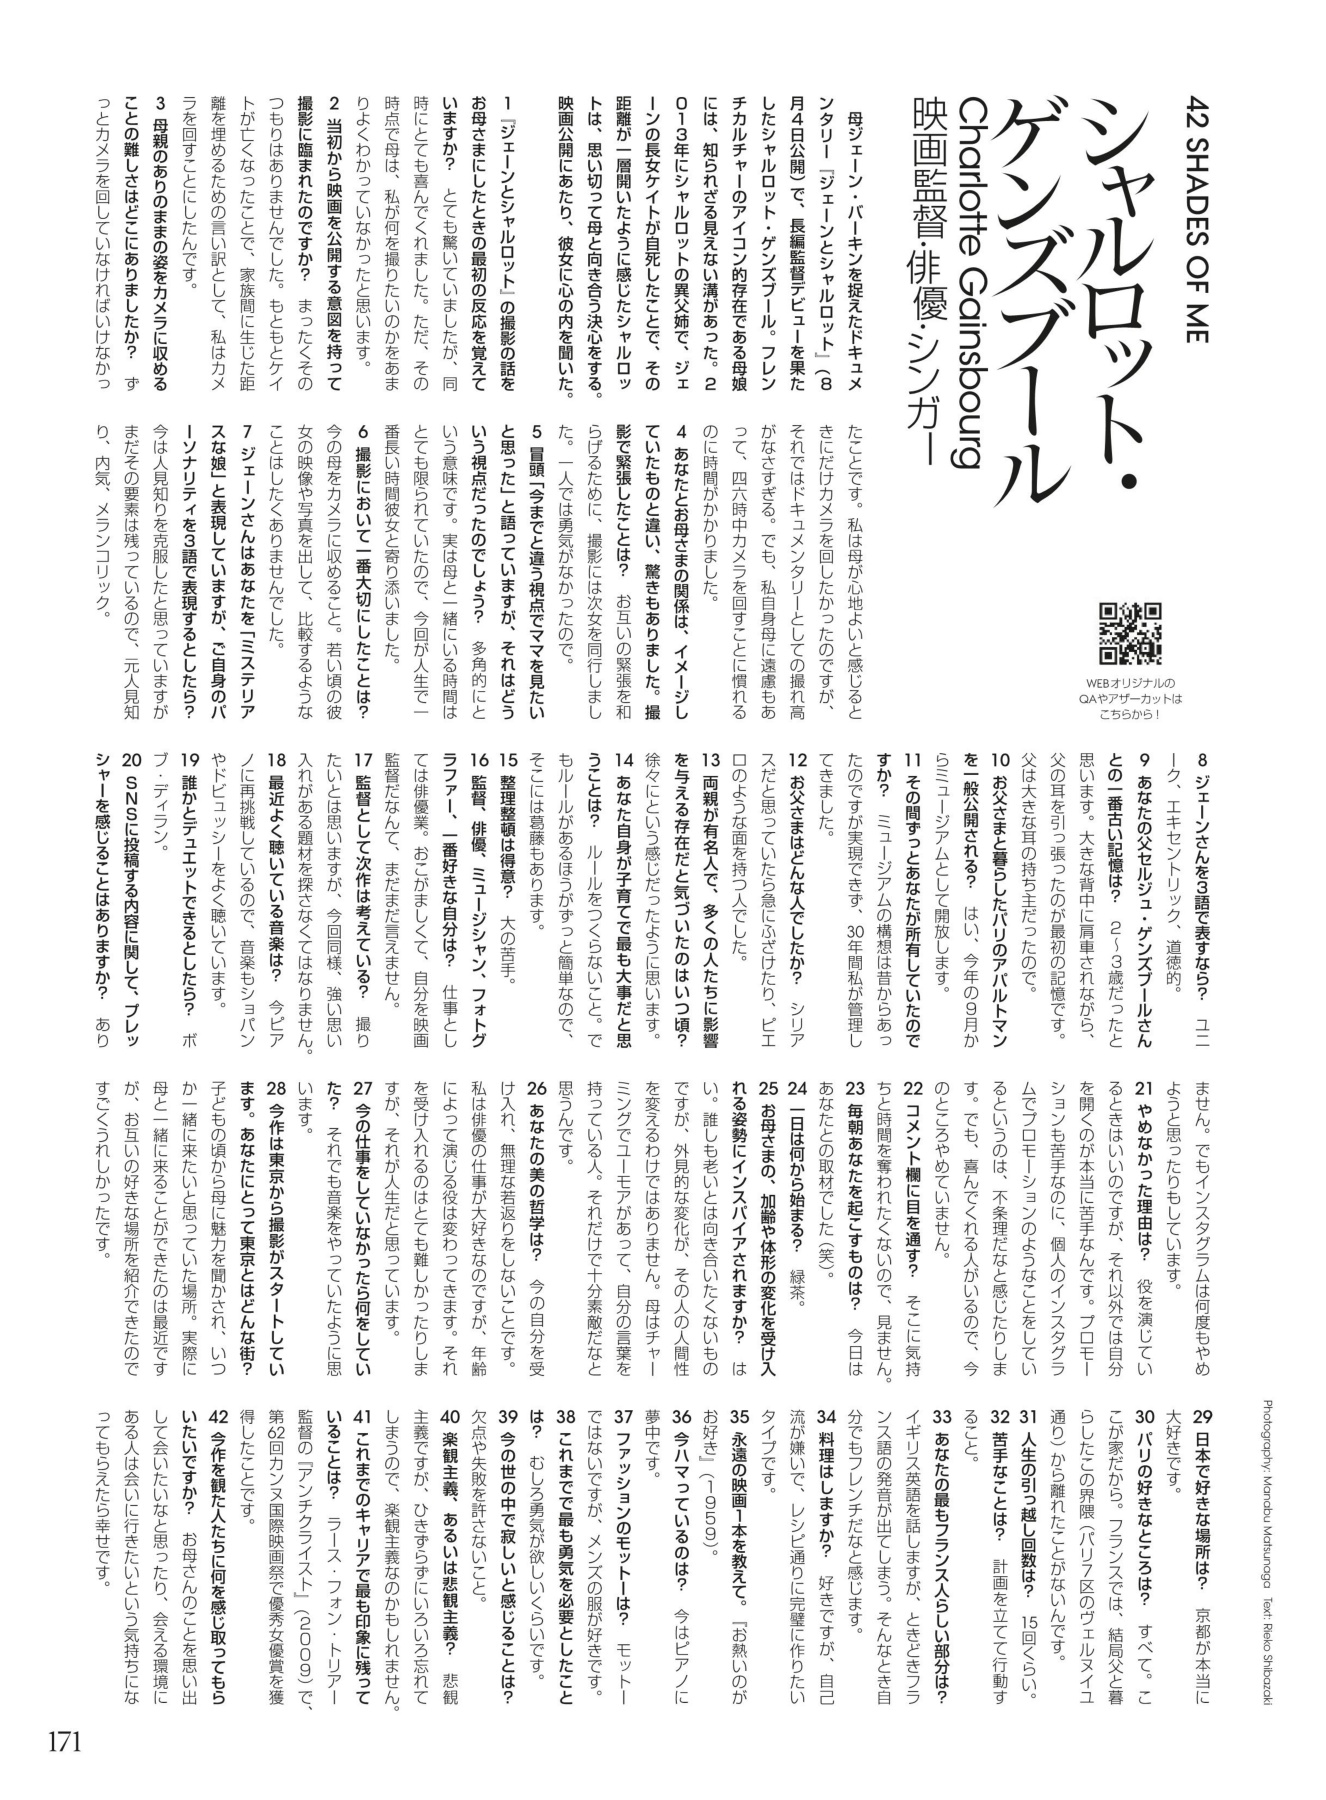 42 SHADES OF ME
シャルロット・
ゲンズブール
Charlotte Gainsbourg
映画監督・俳優・シンガー
WEBオリジナルの
QAやアザーカットは
こちらから！
　母ジェーン・バーキンを捉えたドキュメ
ンタリー『ジェーンとシャルロット』（8
月4日公開）で、長編監督デビューを果た
したシャルロット・ゲンズブール。フレン
チカルチャーのアイコン的存在である母娘
には、知られざる見えない溝があった。2
013年にシャルロットの異父姉で、ジェ
ーンの長女ケイトが自死したことで、その
距離が一層開いたように感じたシャルロッ
トは、思い切って母と向き合う決心をする。
映画公開にあたり、彼女に心の内を聞いた。
1 『ジェーンとシャルロット』の撮影の話を
お母さまにしたときの最初の反応を覚えて
いますか？　とても驚いていましたが、同
時にとても喜んでくれました。ただ、その
時点で母は、私が何を撮りたいのかをあま
りよくわかっていなかったと思います。
2 当初から映画を公開する意図を持って
撮影に臨まれたのですか？　まったくその
つもりはありませんでした。もともとケイ
トが亡くなったことで、家族間に生じた距
離を埋めるための言い訳として、私はカメ
ラを回すことにしたんです。
3 母親のありのままの姿をカメラに収める
ことの難しさはどこにありましたか？　ず
っとカメラを回していなければいけなかっ
たことです。私は母が心地よいと感じると
きにだけカメラを回したかったのですが、
それではドキュメンタリーとしての撮れ高
がなさすぎる。でも、私自身母に遠慮もあ
って、四六時中カメラを回すことに慣れる
のに時間がかかりました。
4 あなたとお母さまの関係は、イメージし
ていたものと違い、驚きもありました。撮
影で緊張したことは？　お互いの緊張を和
らげるために、撮影には次女を同行しまし
た。一人では勇気がなかったので。
5 冒頭「今までと違う視点でママを見たい
と思った」と語っていますが、それはどう
いう視点だったのでしょう？　多角的にと
いう意味です。実は母と一緒にいる時間は
とても限られていたので、今回が人生で一
番長い時間彼女と寄り添いました。
6 撮影において一番大切にしたことは？
今の母をカメラに収めること。若い頃の彼
女の映像や写真を出して、比較するような
ことはしたくありませんでした。
7 ジェーンさんはあなたを「ミステリア
スな娘」と表現していますが、ご自身のパ
ーソナリティを3語で表現するとしたら？
今は人見知りを克服したと思っていますが
まだその要素は残っているので、元人見知
り、内気、メランコリック。
8 ジェーンさんを3語で表すなら？　ユニ
ーク、エキセントリック、道徳的。
9 あなたの父セルジュ・ゲンズブールさん
との一番古い記憶は？　2〜3歳だったと
思います。大きな背中に肩車されながら、
父の耳を引っ張ったのが最初の記憶です。
父は大きな耳の持ち主だったので。
10 お父さまと暮らしたパリのアパルトマン
を一般公開される？　はい、今年の9月か
らミュージアムとして開放します。
11 その間ずっとあなたが所有していたので
すか？　ミュージアムの構想は昔からあっ
たのですが実現できず、30年間私が管理し
てきました。
12 お父さまはどんな人でしたか？　シリア
スだと思っていたら急にふざけたり、ピエ
ロのような面を持つ人でした。
13 両親が有名人で、多くの人たちに影響
を与える存在だと気づいたのはいつ頃？
徐々にという感じだったように思います。
14 あなた自身が子育てで最も大事だと思
うことは？　ルールをつくらないこと。で
もルールがあるほうがずっと簡単なので、
そこには葛藤もあります。
15 整理整頓は得意？　大の苦手。
16 監督、俳優、ミュージシャン、フォトグ
ラファー、一番好きな自分は？　仕事とし
ては俳優業。おこがましくて、自分を映画
監督だなんて、まだまだ言えません。
17 監督として次作は考えている？　撮り
たいとは思いますが、今回同様、強い思い
入れがある題材を探さなくてはなりません。
18 最近よく聴いている音楽は？　今ピア
ノに再挑戦しているので、音楽もショパン
やドビュッシーをよく聴いています。
19 誰かとデュエットできるとしたら？　ボ
ブ・ディラン。
20 SNSに投稿する内容に関して、プレッ
シャーを感じることはありますか？　あり
ません。でもインスタグラムは何度もやめ
ようと思ったりもしています。
21 やめなかった理由は？　役を演じてい
るときはいいのですが、それ以外では自分
を開くのが本当に苦手なんです。プロモー
ションも苦手なのに、個人のインスタグラ
ムでプロモーションのようなことをしてい
るというのは、不条理だなと感じたりしま
す。でも、喜んでくれる人がいるので、今
のところやめていません。
22 コメント欄に目を通す？　そこに気持
ちと時間を奪われたくないので、見ません。
23 毎朝あなたを起こすものは？　今日は
あなたとの取材でした（笑）。
24 一日は何から始まる？　緑茶。
25 お母さまの、加齢や体形の変化を受け入
れる姿勢にインスパイアされますか？　は
い。誰しも老いとは向き合いたくないもの
ですが、外見的な変化が、その人の人間性
を変えるわけではありません。母はチャー
ミングでユーモアがあって、自分の言葉を
持っている人。それだけで十分素敵だなと
思うんです。
26 あなたの美の哲学は？　今の自分を受
け入れ、無理な若返りをしないことです。
私は俳優の仕事が大好きなのですが、年齢
によって演じる役は変わってきます。それ
を受け入れるのはとても難しかったりしま
すが、それが人生だと思っています。
27 今の仕事をしていなかったら何をしてい
た？　それでも音楽をやっていたように思
います。
28 今作は東京から撮影がスタートしてい
ます。あなたにとって東京とはどんな街？
子どもの頃から母に魅力を聞かされ、いつ
か一緒に来たいと思っていた場所。実際に
母と一緒に来ることができたのは最近です
が、お互いの好きな場所を紹介できたので
すごくうれしかったです。
29 日本で好きな場所は？　京都が本当に
大好きです。
30 パリの好きなところは？　すべて。こ
こが家だから。フランスでは、結局父と暮
らしたこの界隈（パリ7区のヴェルヌイユ
通り）から離れたことがないんです。
31 人生の引っ越し回数は？　15回くらい。
32 苦手なことは？　計画を立てて行動す
ること。
33 あなたの最もフランス人らしい部分は？
イギリス英語を話しますが、ときどきフラ
ンス語の発音が出てしまう。そんなとき自
分でもフレンチだなと感じます。
34 料理はしますか？　好きですが、自己
流が嫌いで、レシピ通りに完璧に作りたい
タイプです。
35 永遠の映画1本を教えて。『お熱いのが
お好き』（1959）。
36 今ハマっているのは？　今はピアノに
夢中です。
37 ファッションのモットーは？　モットー
ではないですが、メンズの服が好きです。
38 これまでで最も勇気を必要としたこと
は？　むしろ勇気が欲しいくらいです。
39 今の世の中で寂しいと感じることは？
欠点や失敗を許さないこと。
40 楽観主義、あるいは悲観主義？　悲観
主義ですが、ひきずらずにいろいろ忘れて
しまうので、楽観主義なのかもしれません。
41 これまでのキャリアで最も印象に残って
いることは？　ラース・フォン・トリアー
監督の『アンチクライスト』（2009）で、
第62回カンヌ国際映画祭で優秀女優賞を獲
得したことです。
42 今作を観た人たちに何を感じ取ってもら
いたいですか？　お母さんのことを思い出
して会いたいなと思ったり、会える環境に
ある人は会いに行きたいという気持ちにな
ってもらえたら幸せです。
Photography: Manabu Matsunaga Text: Rieko Shibazaki
171